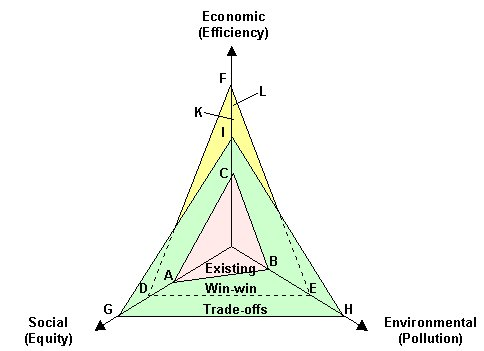 Economic
(Efficiency)
F
L
K
I
C
B
Existing
A
D
Win-win
E
G
Trade-offs
H
Social
(Equity)
Environmental
(Pollution)